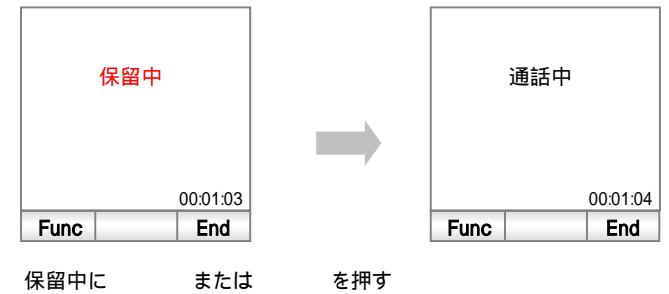 保留中
通話中
00:01:03
00:01:04
Func End
Func End
保留中に または を押す